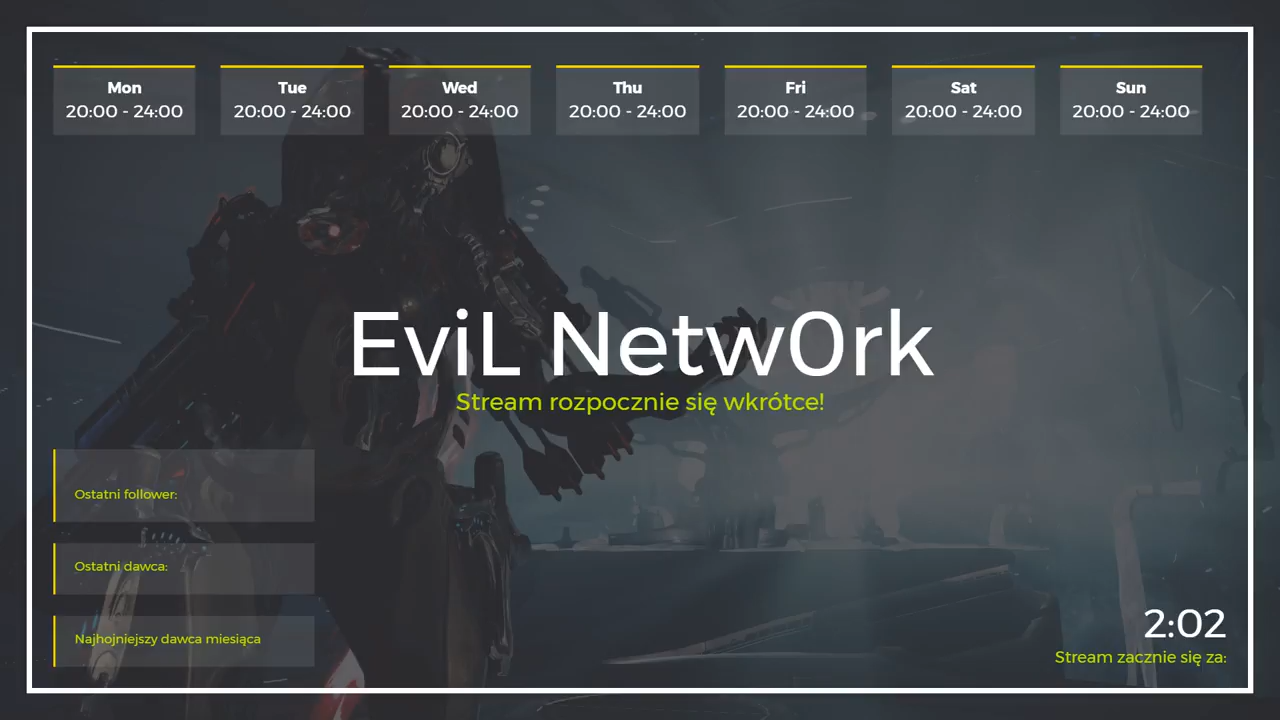 Mon
20:00 - 24:00
Tue
20:00 - 24:00
Wed
20:00 - 24:00
Thu
20:00 - 24:00
Fri
20:00 - 24:00
Sat
20:00 - 24:00
Sun
20:00 - 24:00
EviL Netw0rk
Stream rozpocznie się wkrótce!
Ostatni follower:
Ostatni dawca:
Najhojniejszy dawca miesiąca
2:02
Stream zacznie się za: